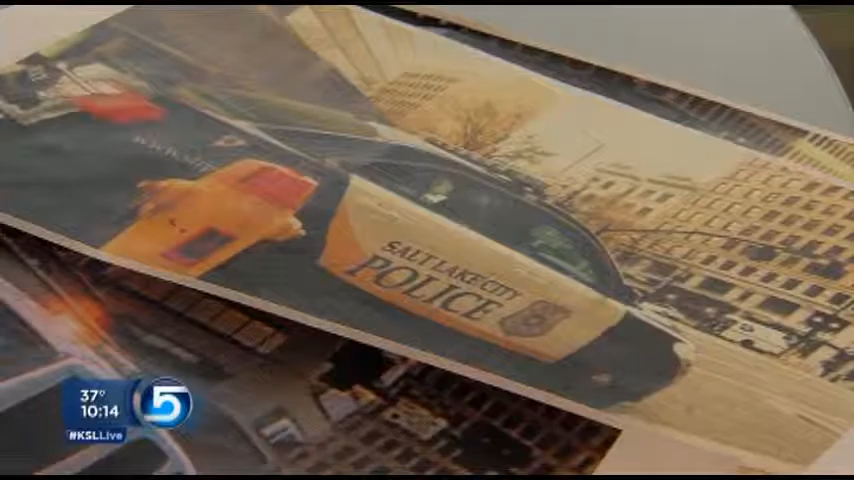 SALT LAKE CITY
POLICE
37°
10:14
5
#KSLLive